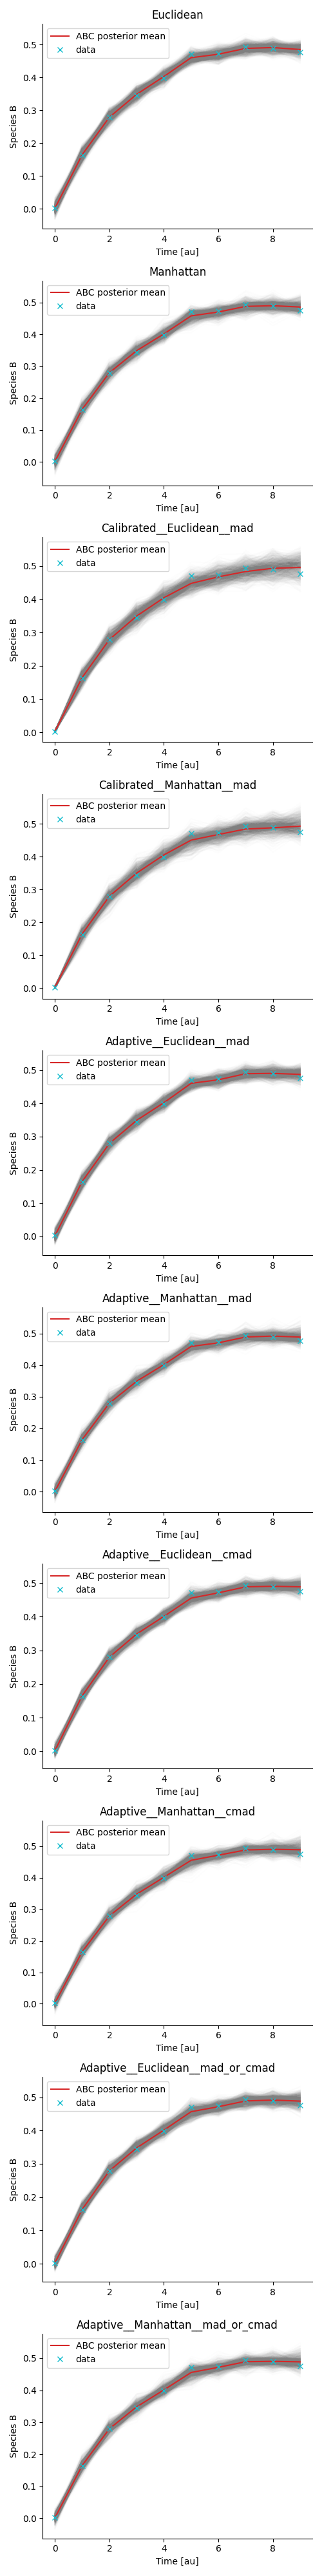 Euclidean
ABC posterior mean
data
0.5
0.4
0.3
0.2
0.1
0.0
Species B
0 2 4 6 8
Time [au]
Manhattan
ABC posterior mean
data
0.5
0.4
0.3
0.2
0.1
0.0
Species B
0 2 4 6 8
Time [au]
Calibrated__Euclidean__mad
ABC posterior mean
data
0.5
0.4
0.3
0.2
0.1
0.0
Species B
0 2 4 6 8
Time [au]
Calibrated__Manhattan__mad
ABC posterior mean
data
0.5
0.4
0.3
0.2
0.1
0.0
Species B
0 2 4 6 8
Time [au]
Adaptive__Euclidean__mad
ABC posterior mean
data
0.5
0.4
0.3
0.2
0.1
0.0
Species B
0 2 4 6 8
Time [au]
Adaptive__Manhattan__mad
ABC posterior mean
data
0.5
0.4
0.3
0.2
0.1
0.0
Species B
0 2 4 6 8
Time [au]
Adaptive__Euclidean__cmad
ABC posterior mean
data
0.5
0.4
0.3
0.2
0.1
0.0
Species B
0 2 4 6 8
Time [au]
Adaptive__Manhattan__cmad
ABC posterior mean
data
0.5
0.4
0.3
0.2
0.1
0.0
Species B
0 2 4 6 8
Time [au]
Adaptive__Euclidean__mad_or_cmad
ABC posterior mean
data
0.5
0.4
0.3
0.2
0.1
0.0
Species B
0 2 4 6 8
Time [au]
Adaptive__Manhattan__mad_or_cmad
ABC posterior mean
data
0.5
0.4
0.3
0.2
0.1
0.0
Species B
0 2 4 6 8
Time [au]